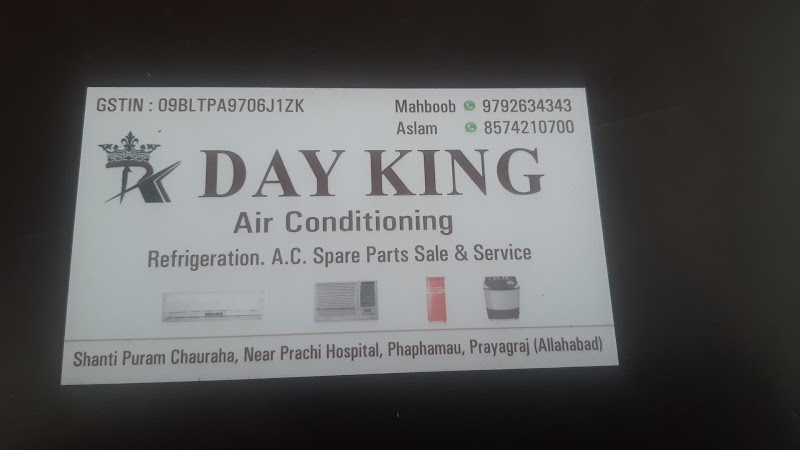 GSTIN : 09BLTPA9706J1ZK
Mahboob 9792634343
Aslam 8574210700
DK DAY KING
Air Conditioning
Refrigeration. A.C. Spare Parts Sale & Service
Shanti Puram Chauraha, Near Prachi Hospital, Phaphamau, Prayagraj (Allahabad)